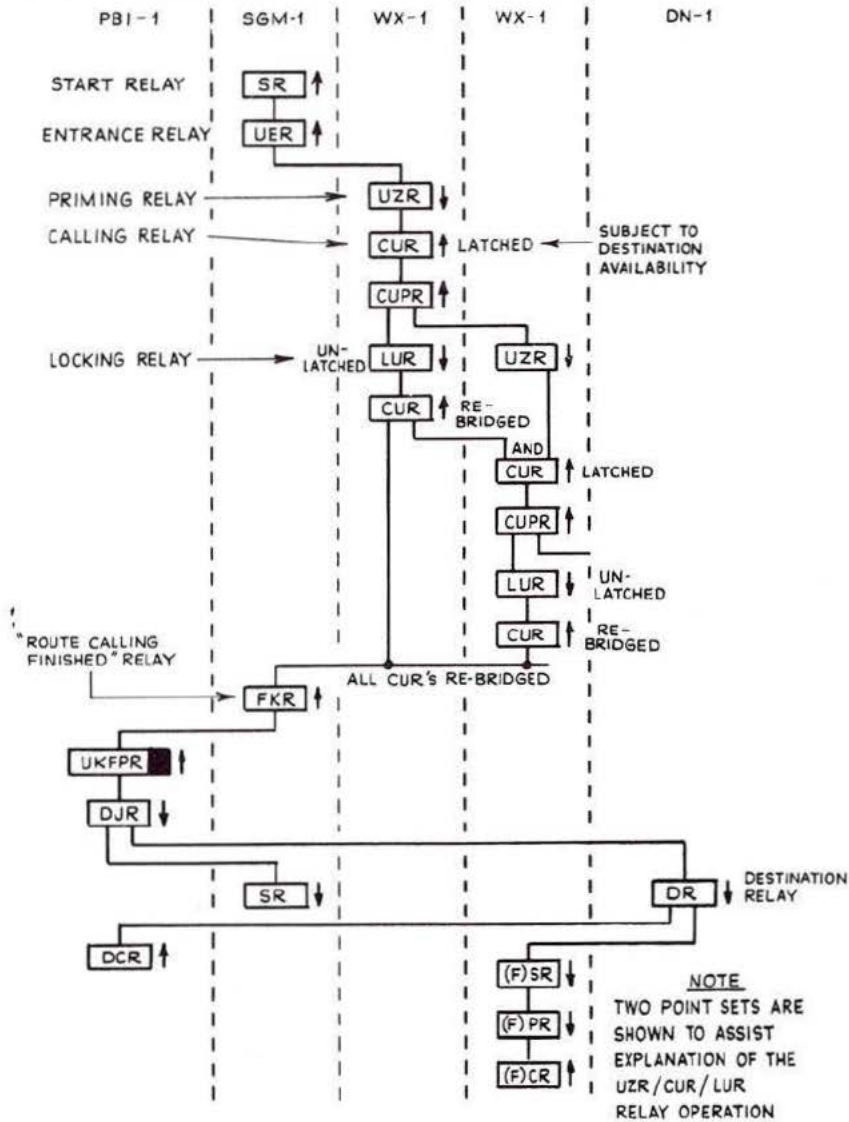 PBI-1 SGM-1 WX-1 WX-1 DN-1
START RELAY SR
ENTRANCE RELAY UER
PRIMING RELAY UZR
CALLING RELAY CUR LATCHED SUBJECT TO
DESTINATION
AVAILABILITY
CUPR
LOCKING RELAY UN-
LATCHED LUR UZR
CUR RE-
BRIDGED
AND
CUR LATCHED
CUPR
LUR UN-
LATCHED
CUR RE-
BRIDGED
"ROUTE CALLING
FINISHED" RELAY
ALL CUR'S RE-BRIDGED
FKR
UKFPR
DJR
SR
DR DESTINATION
RELAY
DCR
(F)SR
(F)PR
(F)CR
NOTE
TWO POINT SETS ARE
SHOWN TO ASSIST
EXPLANATION OF THE
UZR/CUR/LUR
RELAY OPERATION